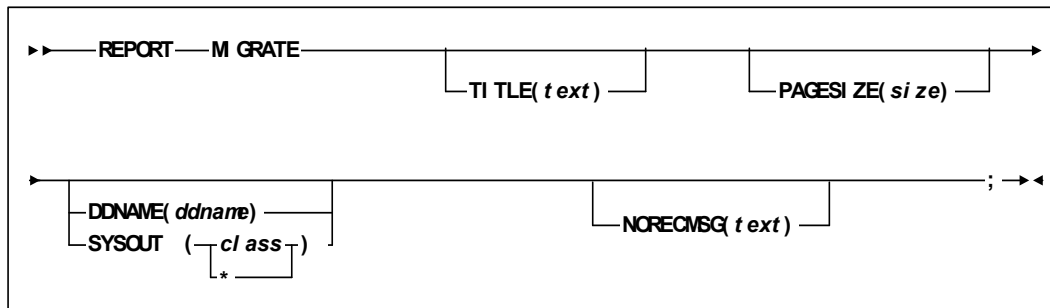 REPORT MIGRATE
TITLE(text) PAGESIZE(size)
;
DDNAME(ddname) NORECMSG(text)
SYSOUT (class)
*